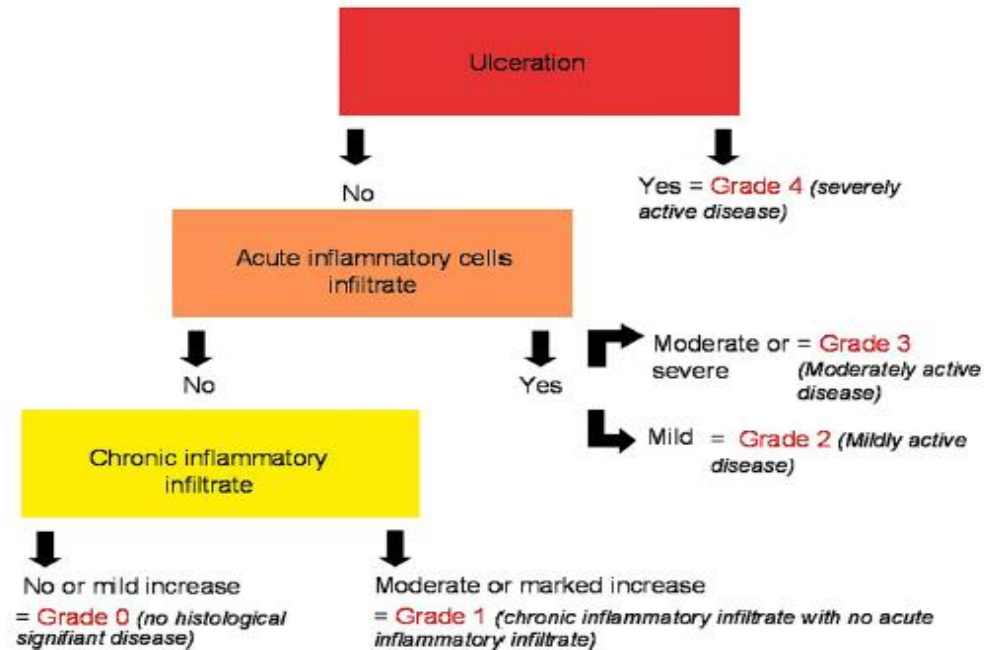 Ulceration
No
Yes = Grade 4 (severely
active disease)
Acute inflammatory cells
infiltrate
No
Yes
Moderate or = Grade 3
severe (Moderately active
disease)
Mild = Grade 2 (Mildly active
disease)
Chronic inflammatory
infiltrate
No or mild increase
= Grade 0 (no histological
signifiant disease)
Moderate or marked increase
= Grade 1 (chronic inflammatory infiltrate with no acute
inflammatory infiltrate)